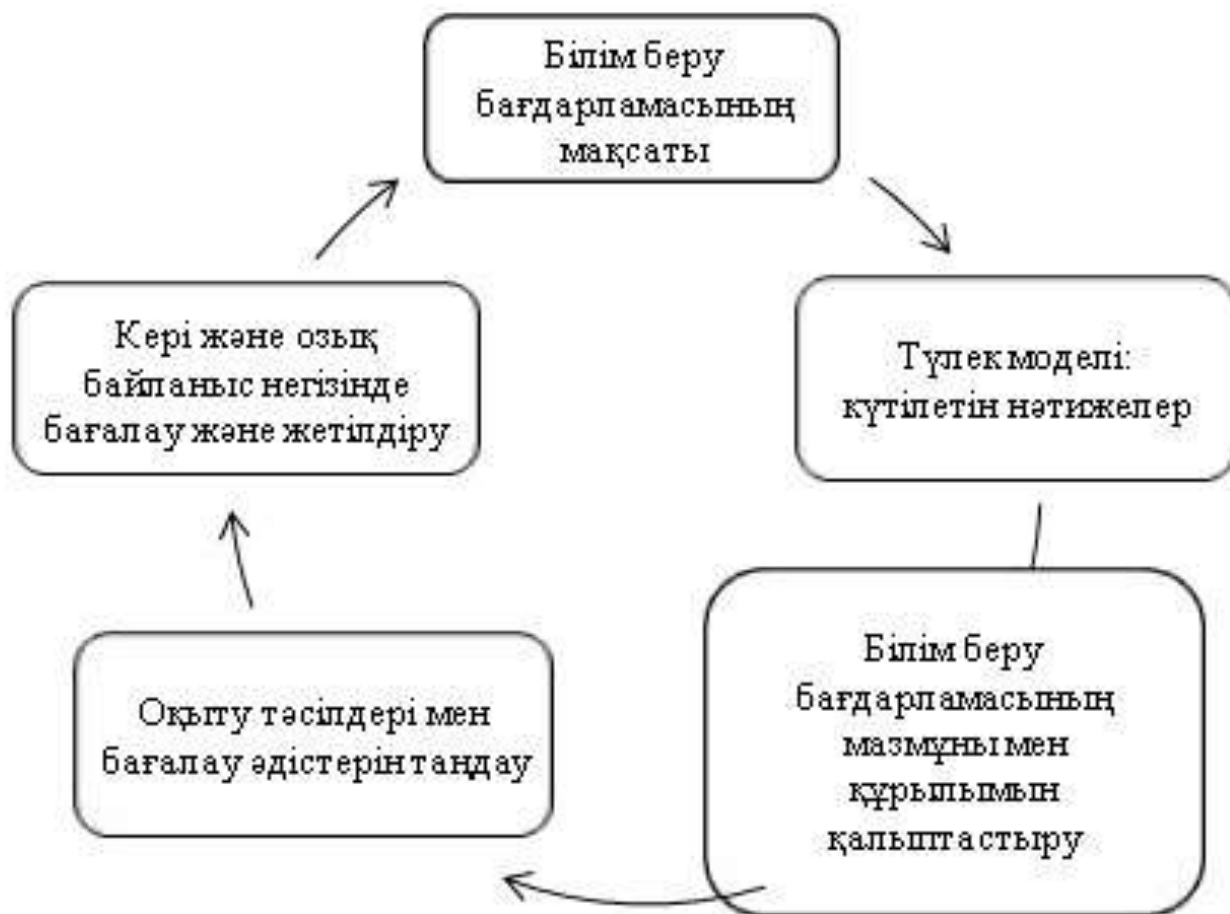 Білім беру
бағдарламасының
мақсаты
Түлек моделі:
күтілетін нәтижелер
Білім беру
бағдарламасының
мазмұны мен
құрылымын
қалыптастыру
Оқыту тәсілдері мен
бағалау әдістерін таңдау
Кері және озық
байланыс негізінде
бағалау және жетілдіру